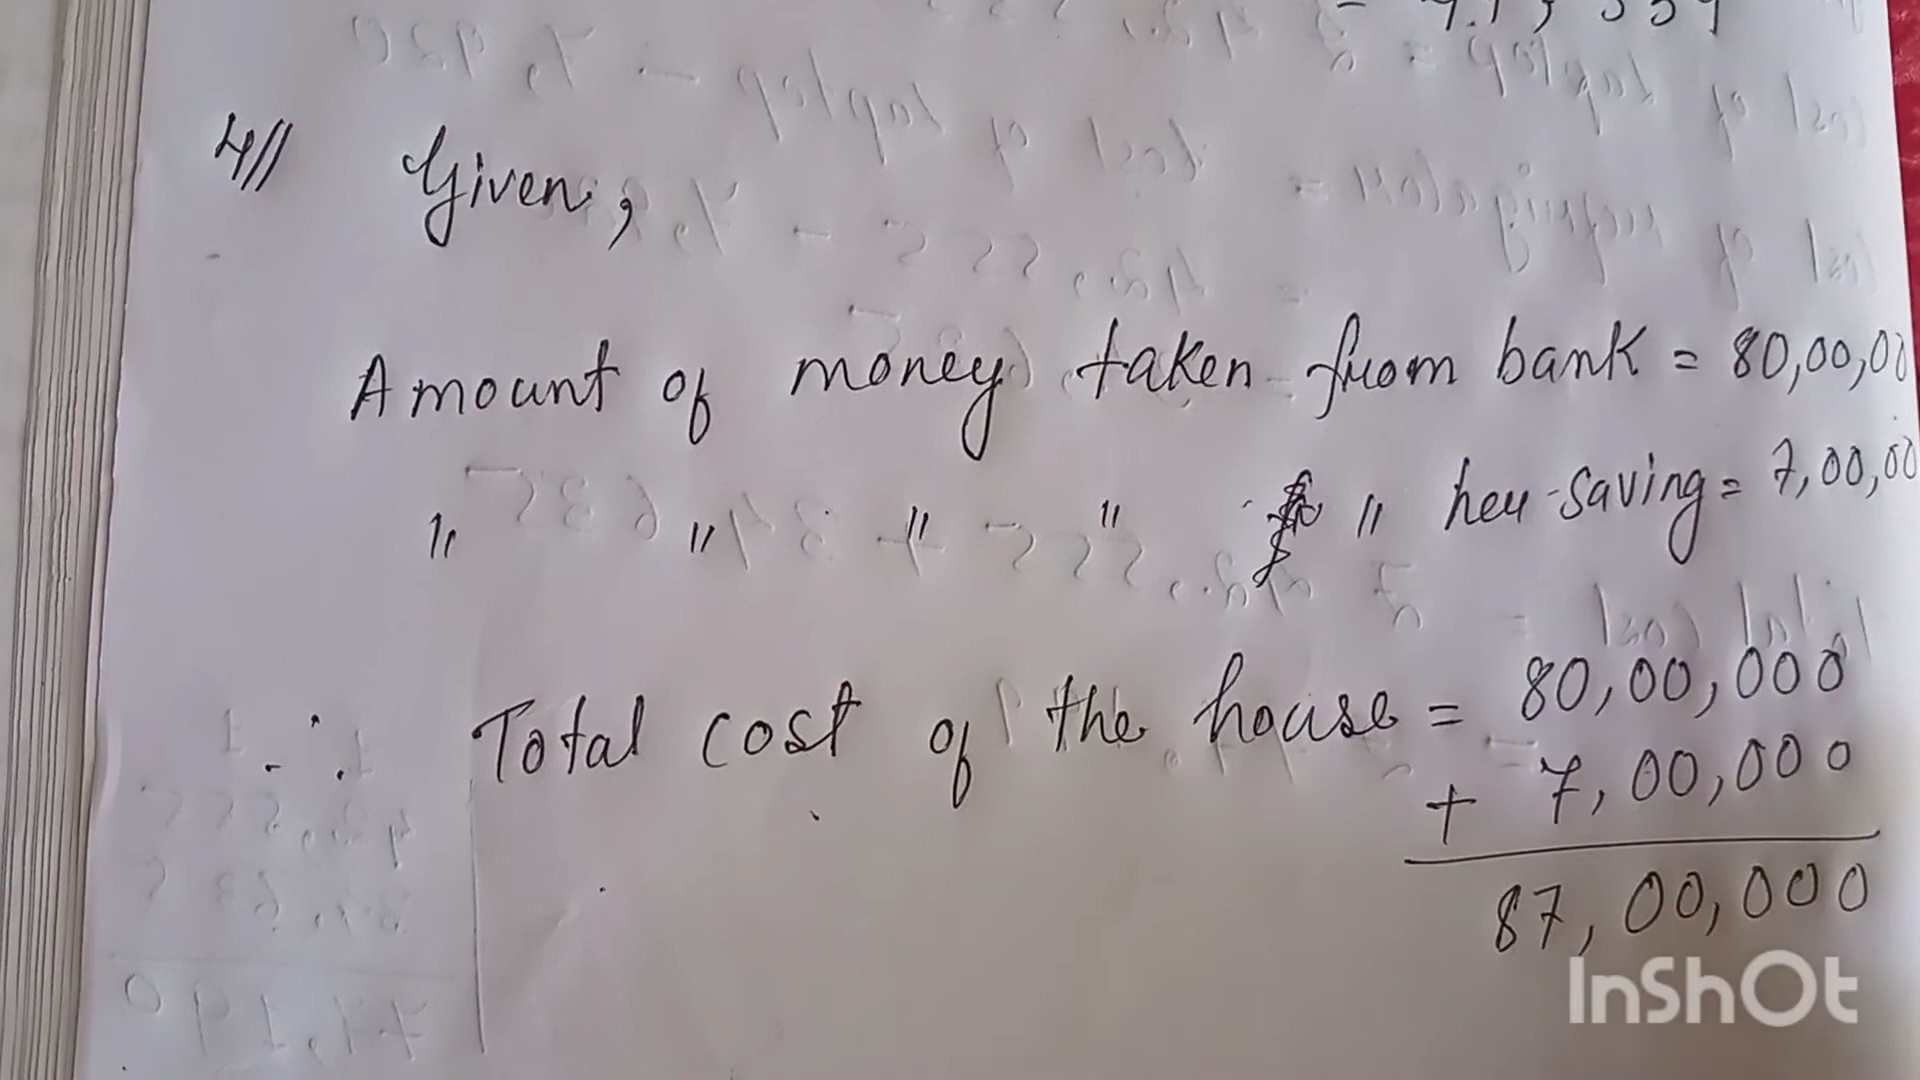 4//
Given,
Amount of money taken from bank = 80,00,00
" " " " " her saving = 7,00,00
Total cost of the house = 80,00,000
+ 7,00,000
87,00,000
InShOt